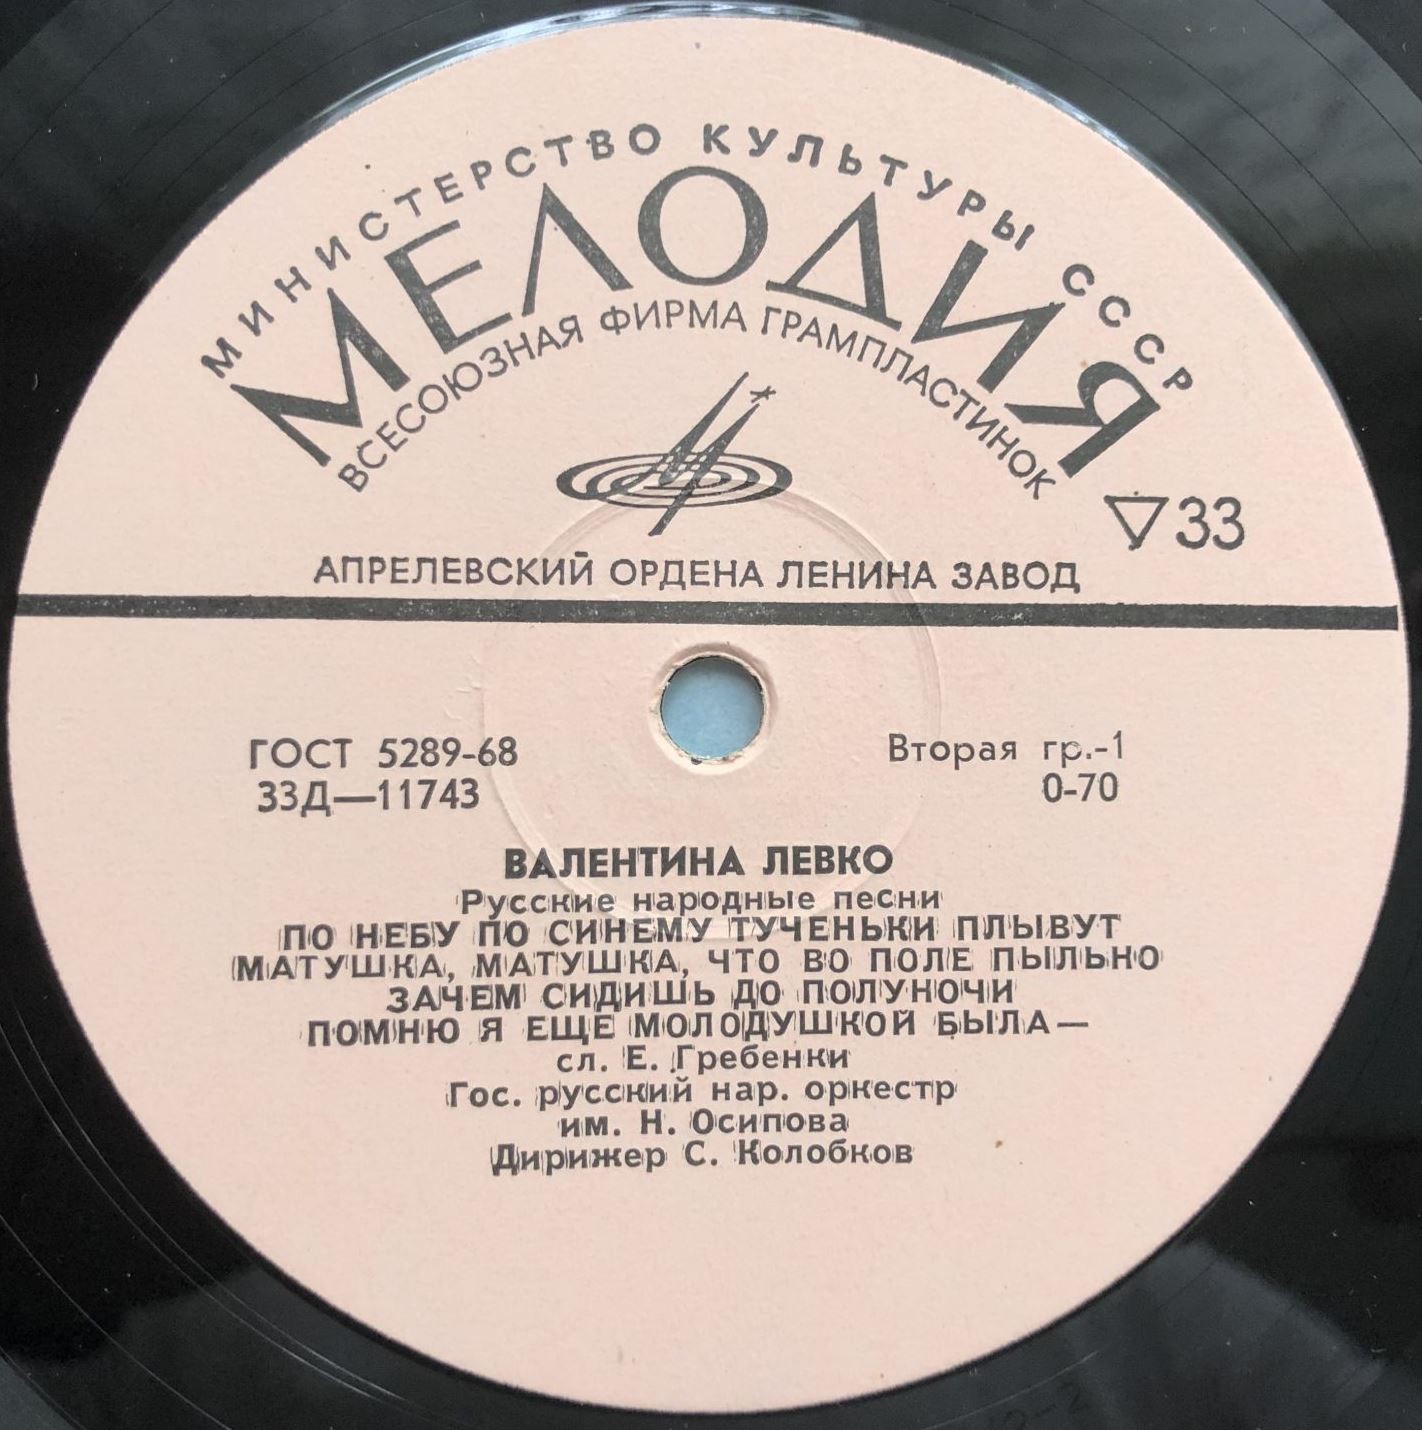 МИНИСТЕРСТВО КУЛЬТУРЫ СССР
МЕЛОДИЯ
ВСЕСОЮЗНАЯ ФИРМА ГРАМПЛАСТИНОК
33
АПРЕЛЕВСКИЙ ОРДЕНА ЛЕНИНА ЗАВОД
ГОСТ 5289-68
Вторая гр.-1
33Д—11743
0-70
ВАЛЕНТИНА ЛЕВКО
Русские народные песни
ПО НЕБУ ПО СИНЕМУ ТУЧЕНЬКИ ПЛЫВУТ
МАТУШКА, МАТУШКА, ЧТО ВО ПОЛЕ ПЫЛЬНО
ЗАЧЕМ СИДИШЬ ДО ПОЛУНОЧИ
ПОМНЮ Я ЕЩЕ МОЛОДУШКОЙ БЫЛА—
сл. Е. Гребенки
Гос. русский нар. оркестр
им. Н. Осипова
Дирижер С. Колобков